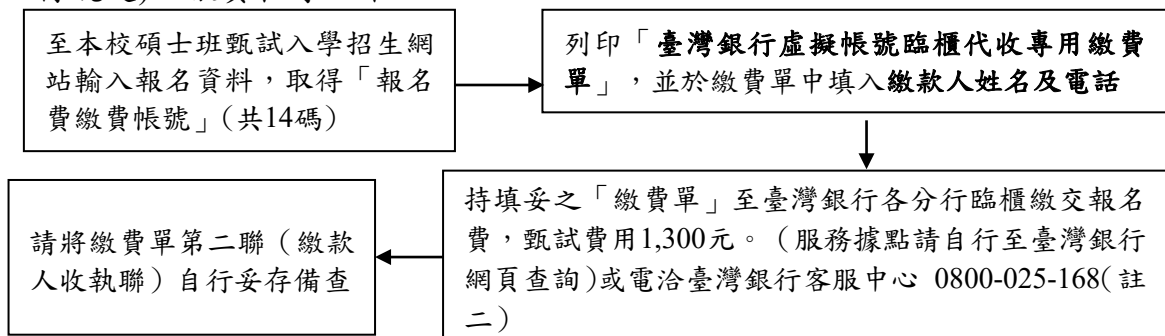 至本校碩士班甄試入學招生網
站輸入報名資料，取得「報名
費繳費帳號」（共14碼）
列印「臺灣銀行虛擬帳號臨櫃代收專用繳費
單」，並於繳費單中填入繳款人姓名及電話
持填妥之「繳費單」至臺灣銀行各分行臨櫃繳交報名
費，甄試費用1,300元。（服務據點請自行至臺灣銀行
網頁查詢）或電洽臺灣銀行客服中心 0800-025-168（註
二）
請將繳費單第二聯（繳款
人收執聯）自行妥存備查